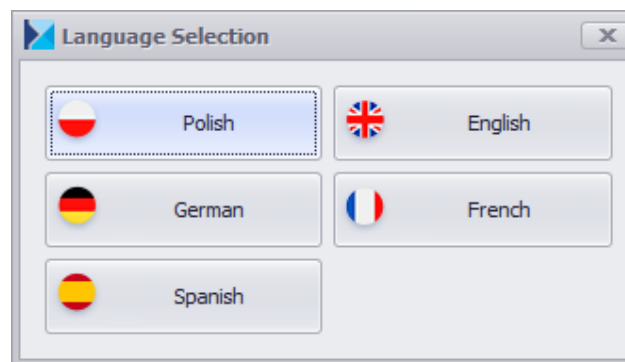 Language Selection
Polish
English
German
French
Spanish